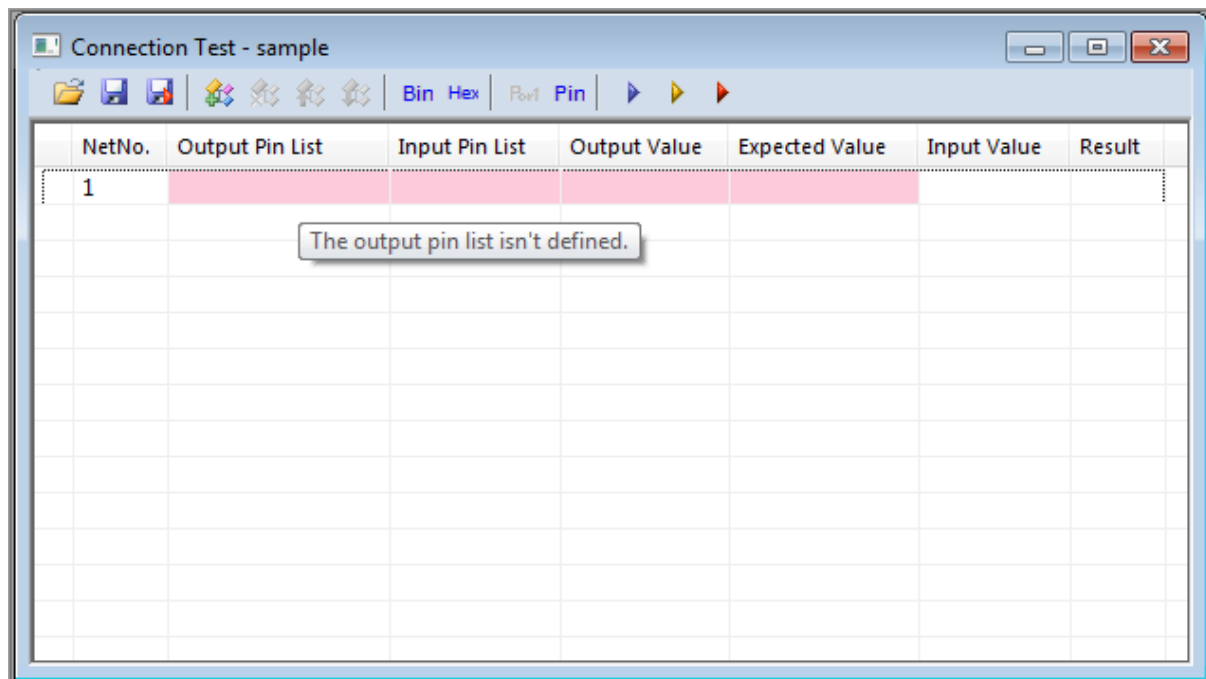 Connection Test - sample
Bin Hex Port Pin
NetNo. Output Pin List Input Pin List Output Value Expected Value Input Value Result
1
The output pin list isn't defined.